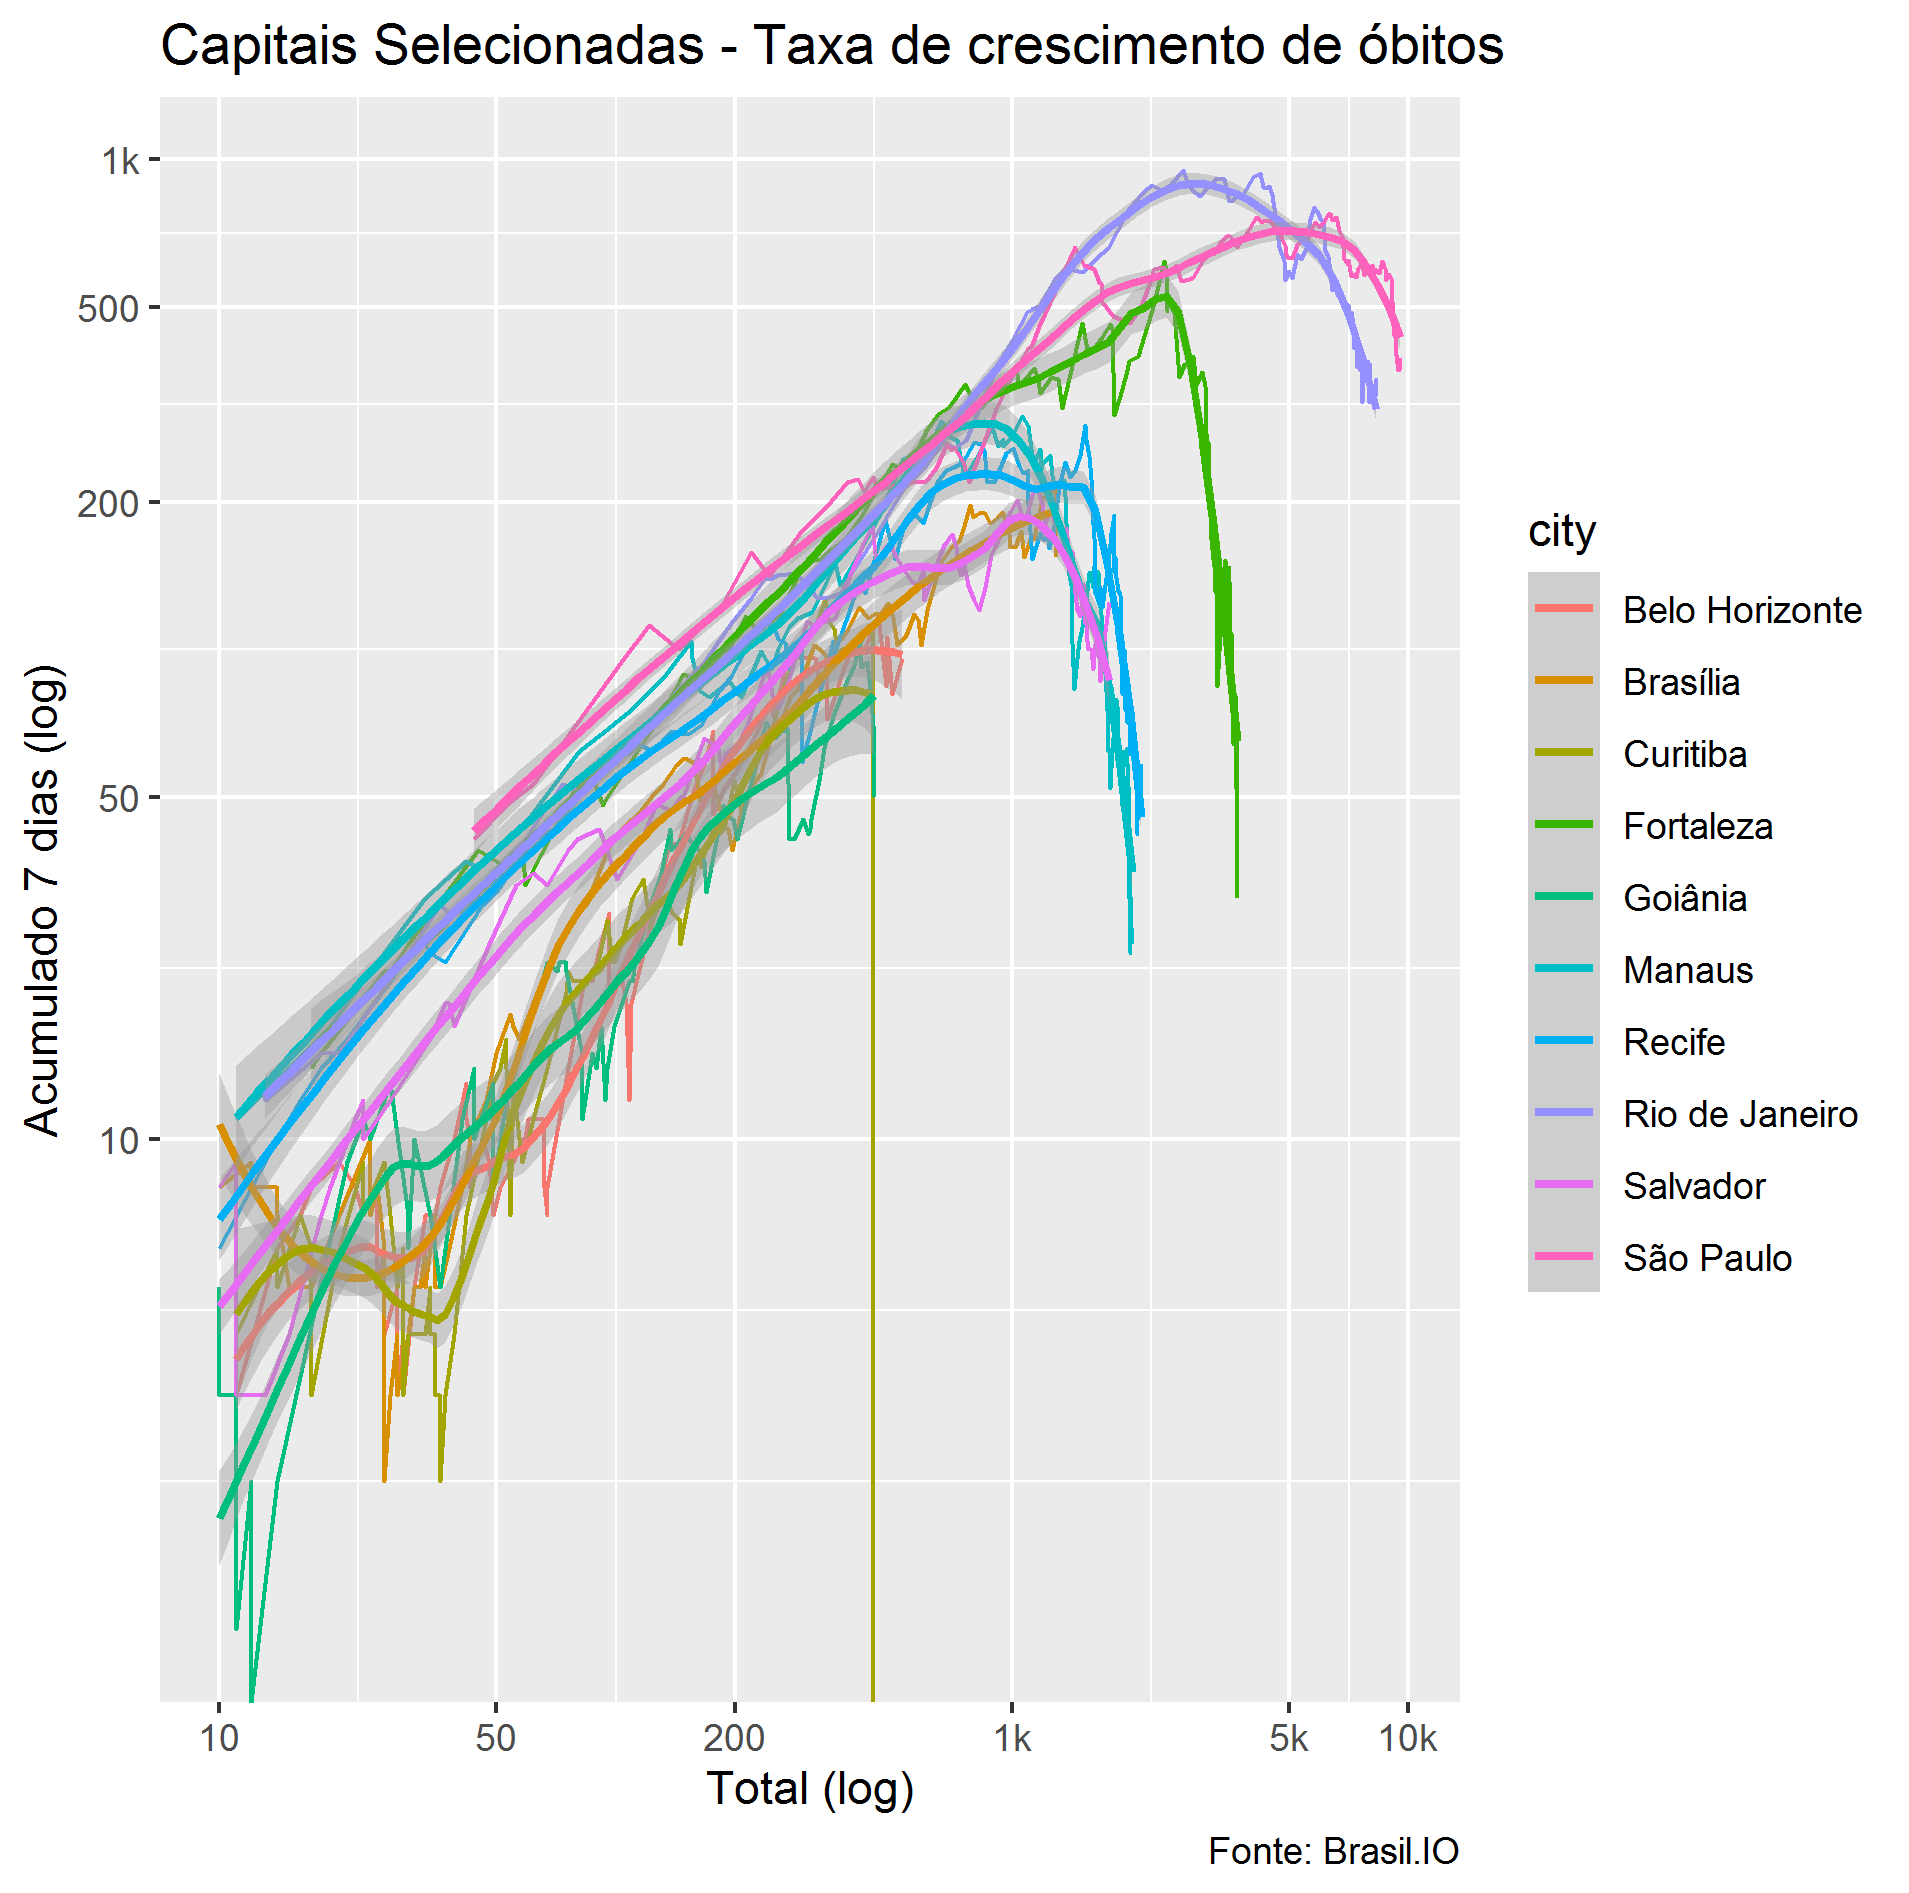 Capitais Selecionadas - Taxa de crescimento de óbitos
1k
500
200
50
10
Acumulado 7 dias (log)
10
50
200
1k
5k
10k
Total (log)
city
Belo Horizonte
Brasília
Curitiba
Fortaleza
Goiânia
Manaus
Recife
Rio de Janeiro
Salvador
São Paulo
Fonte: Brasil.IO